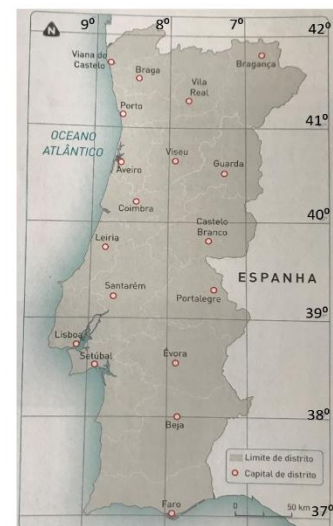 9º 8º 7º
42º
N
Viana do
Castelo
Braga
Bragança
Vila
Real
Porto
41º
OCEANO
ATLÂNTICO
Viseu
Aveiro
Guarda
Coimbra
40º
Castelo
Branco
Leiria
ESPANHA
Santarém
Portalegre
39º
Lisboa
Setúbal
Évora
38º
Beja
Limite de distrito
Capital de distrito
Faro
0 50 km
37º